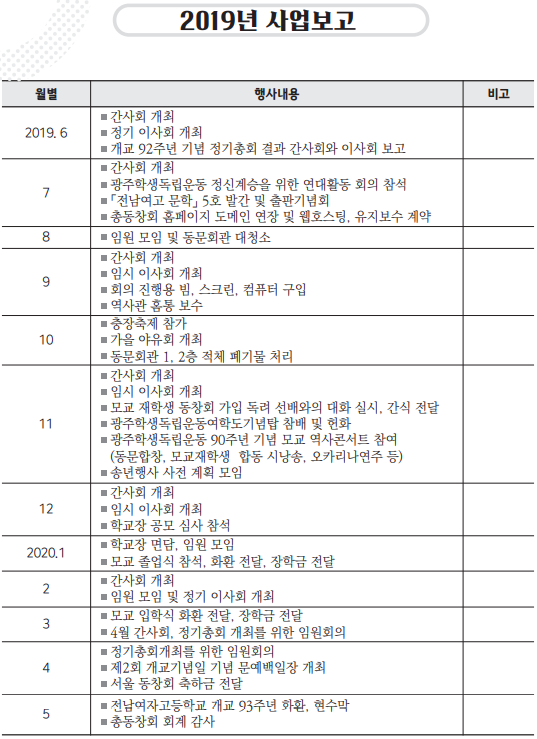 2019년 사업보고
월별 행사내용 비고
2019. 6
■ 간사회 개최
■ 정기 이사회 개최
■ 개교 92주년 기념 정기총회 결과 간사회와 이사회 보고
7
■ 간사회 개최
■ 광주학생독립운동 정신계승을 위한 연대활동 회의 참석
■ 「전남여고 문학」 5호 발간 및 출판기념회
■ 총동창회 홈페이지 도메인 연장 및 웹호스팅, 유지보수 계약
8
■ 임원 모임 및 동문회관 대청소
9
■ 간사회 개최
■ 임시 이사회 개최
■ 회의 진행용 빔, 스크린, 컴퓨터 구입
■ 역사관 홈통 보수
10
■ 충장축제 참가
■ 가을 야유회 개최
■ 동문회관 1, 2층 적체 폐기물 처리
11
■ 간사회 개최
■ 임시 이사회 개최
■ 모교 재학생 동창회 가입 독려 선배와의 대화 실시, 간식 전달
■ 광주학생독립운동여학도기념탑 참배 및 헌화
■ 광주학생독립운동 90주년 기념 모교 역사콘서트 참여
(동문합창, 모교재학생 합동 시낭송, 오카리나연주 등)
■ 송년행사 사전 계획 모임
12
■ 간사회 개최
■ 임시 이사회 개최
■ 학교장 공모 심사 참석
2020.1
■ 학교장 면담, 임원 모임
■ 모교 졸업식 참석, 화환 전달, 장학금 전달
2
■ 간사회 개최
■ 임원 모임 및 정기 이사회 개최
3
■ 모교 입학식 화환 전달, 장학금 전달
■ 4월 간사회, 정기총회 개최를 위한 임원회의
4
■ 정기총회개최를 위한 임원회의
■ 제2회 개교기념일 기념 문예백일장 개최
■ 서울 동창회 축하금 전달
5
■ 전남여자고등학교 개교 93주년 화환, 현수막
■ 총동창회 회계 감사